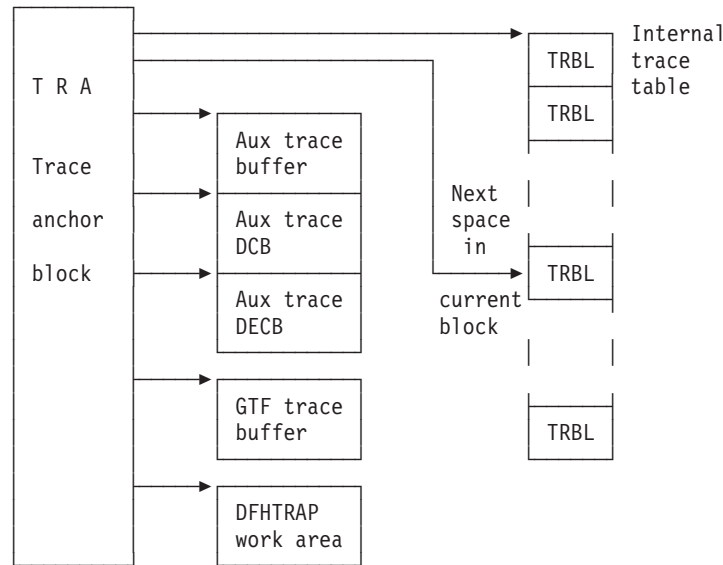 T R A
Trace
anchor
block
Aux trace
buffer
Aux trace
DCB
Aux trace
DECB
GTF trace
buffer
DFHTRAP
work area
Next
space
in
current
block
TRBL
TRBL
TRBL
TRBL
Internal
trace
table